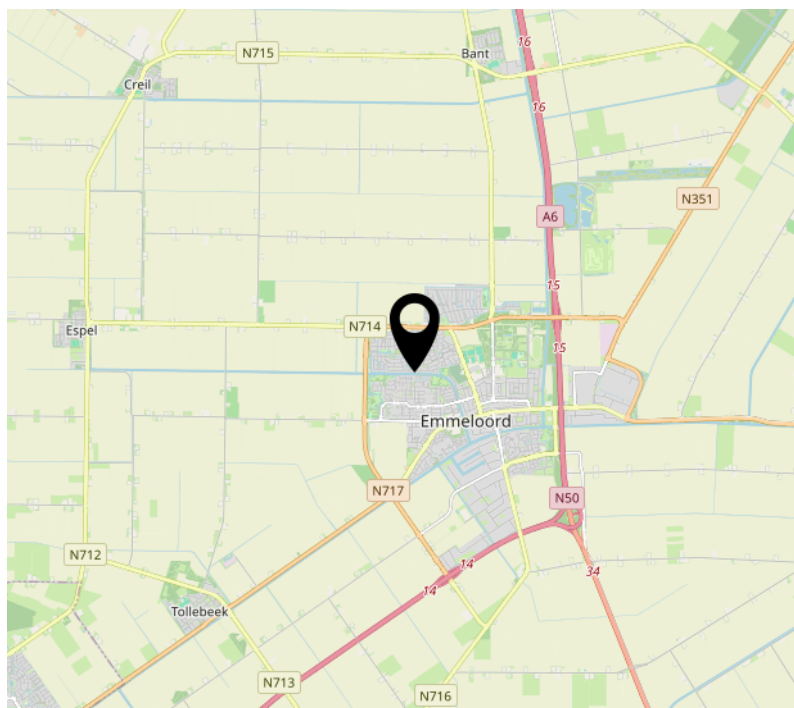 16
N715
Bant
Creil
16
N351
A6
15
N714
Espel
15
Emmeloord
N717
N50
14
14
34
N712
Tollebeek
N713
N716